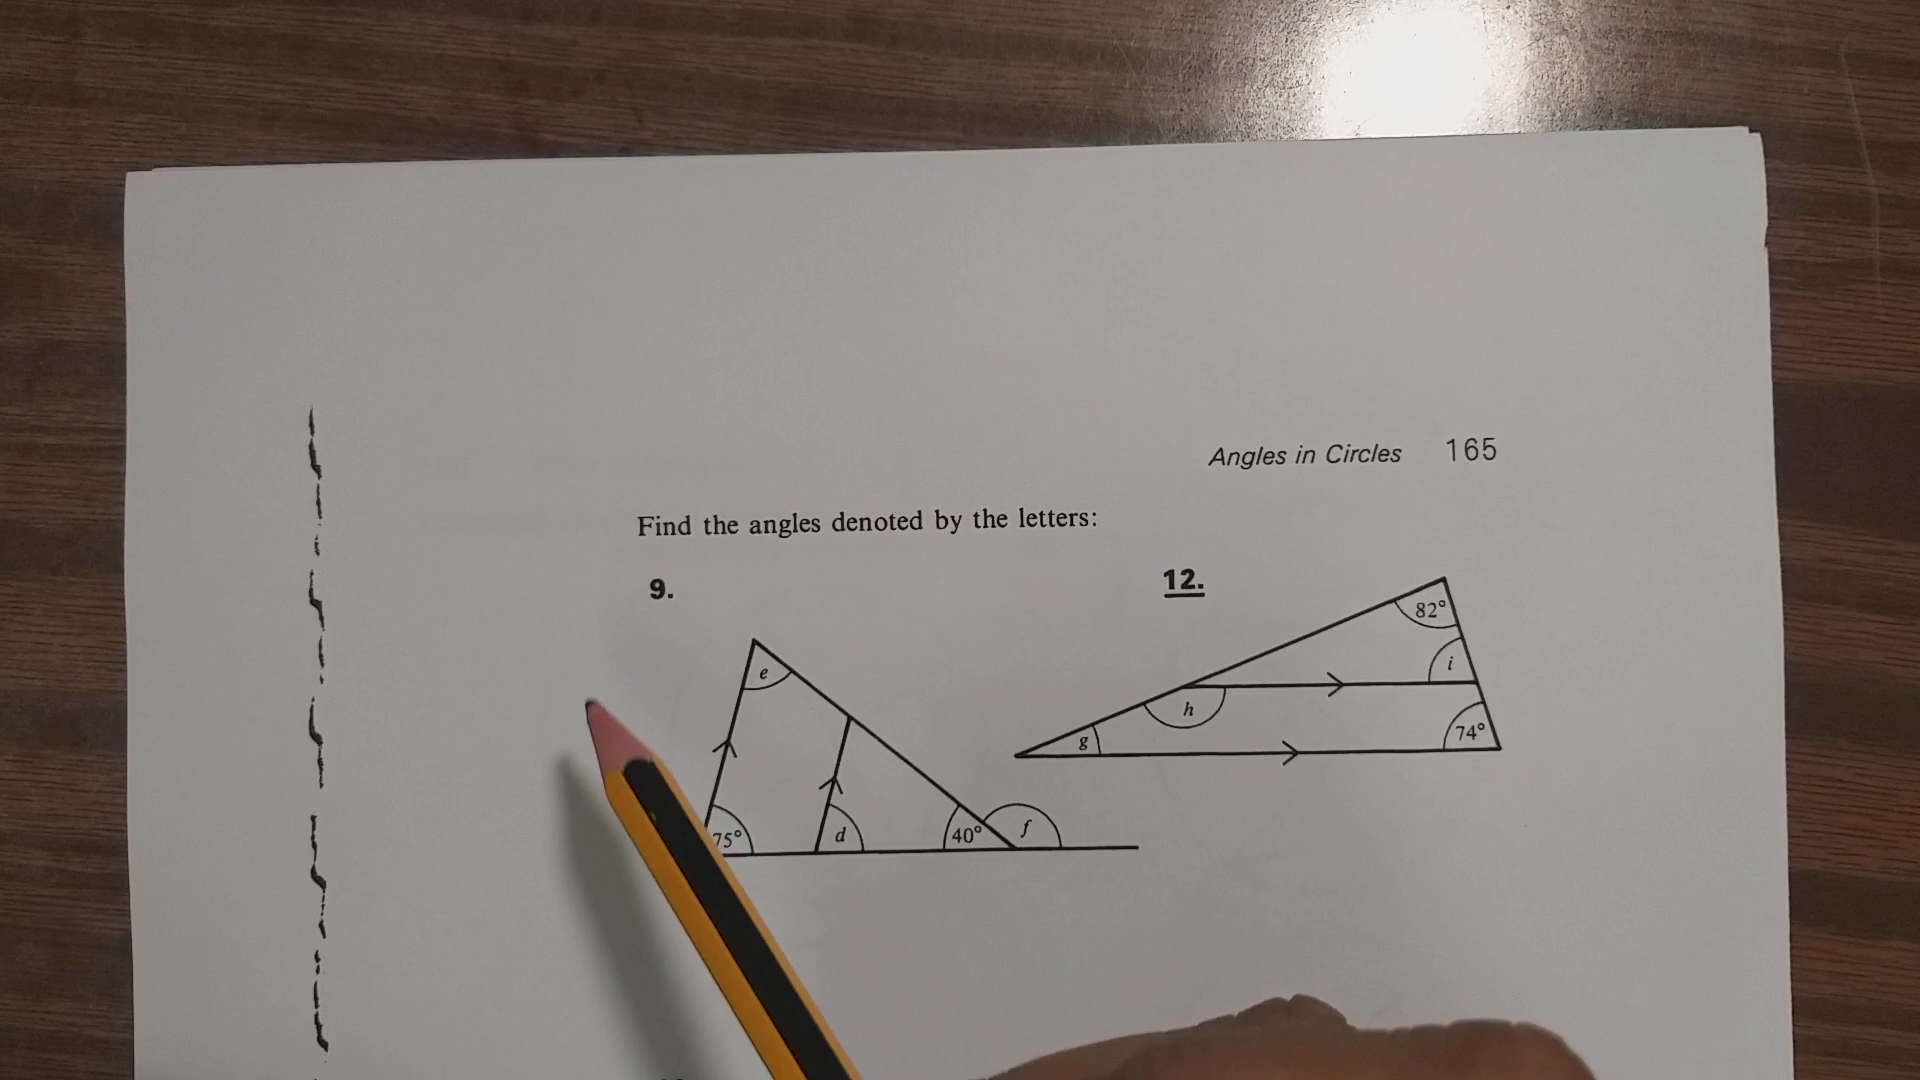 Angles in Circles 165
Find the angles denoted by the letters:
9.
12.
e
75°
d
40°
f
82°
i
h
g
74°